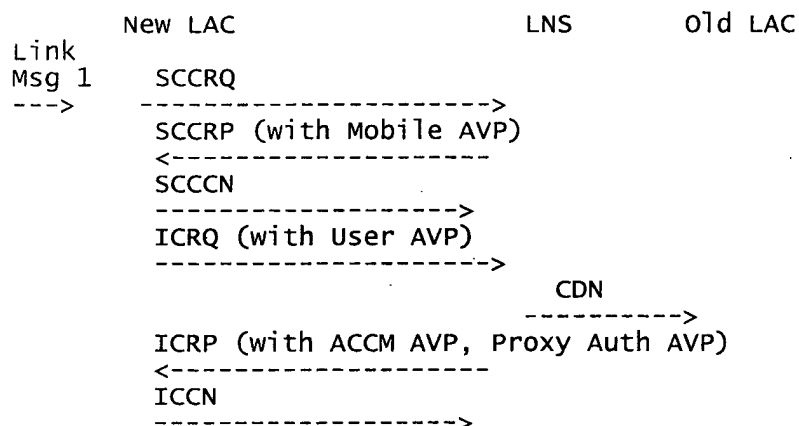 New LAC LNS Old LAC
Link
Msg 1 SCCRQ
---> ----------------------->
SCCRP (with Mobile AVP)
<---------------------
SCCCN
-------------------->
ICRQ (with User AVP)
---------------------->
CDN
----------->
ICRP (with ACCM AVP, Proxy Auth AVP)
<---------------------
ICCN
-------------------->